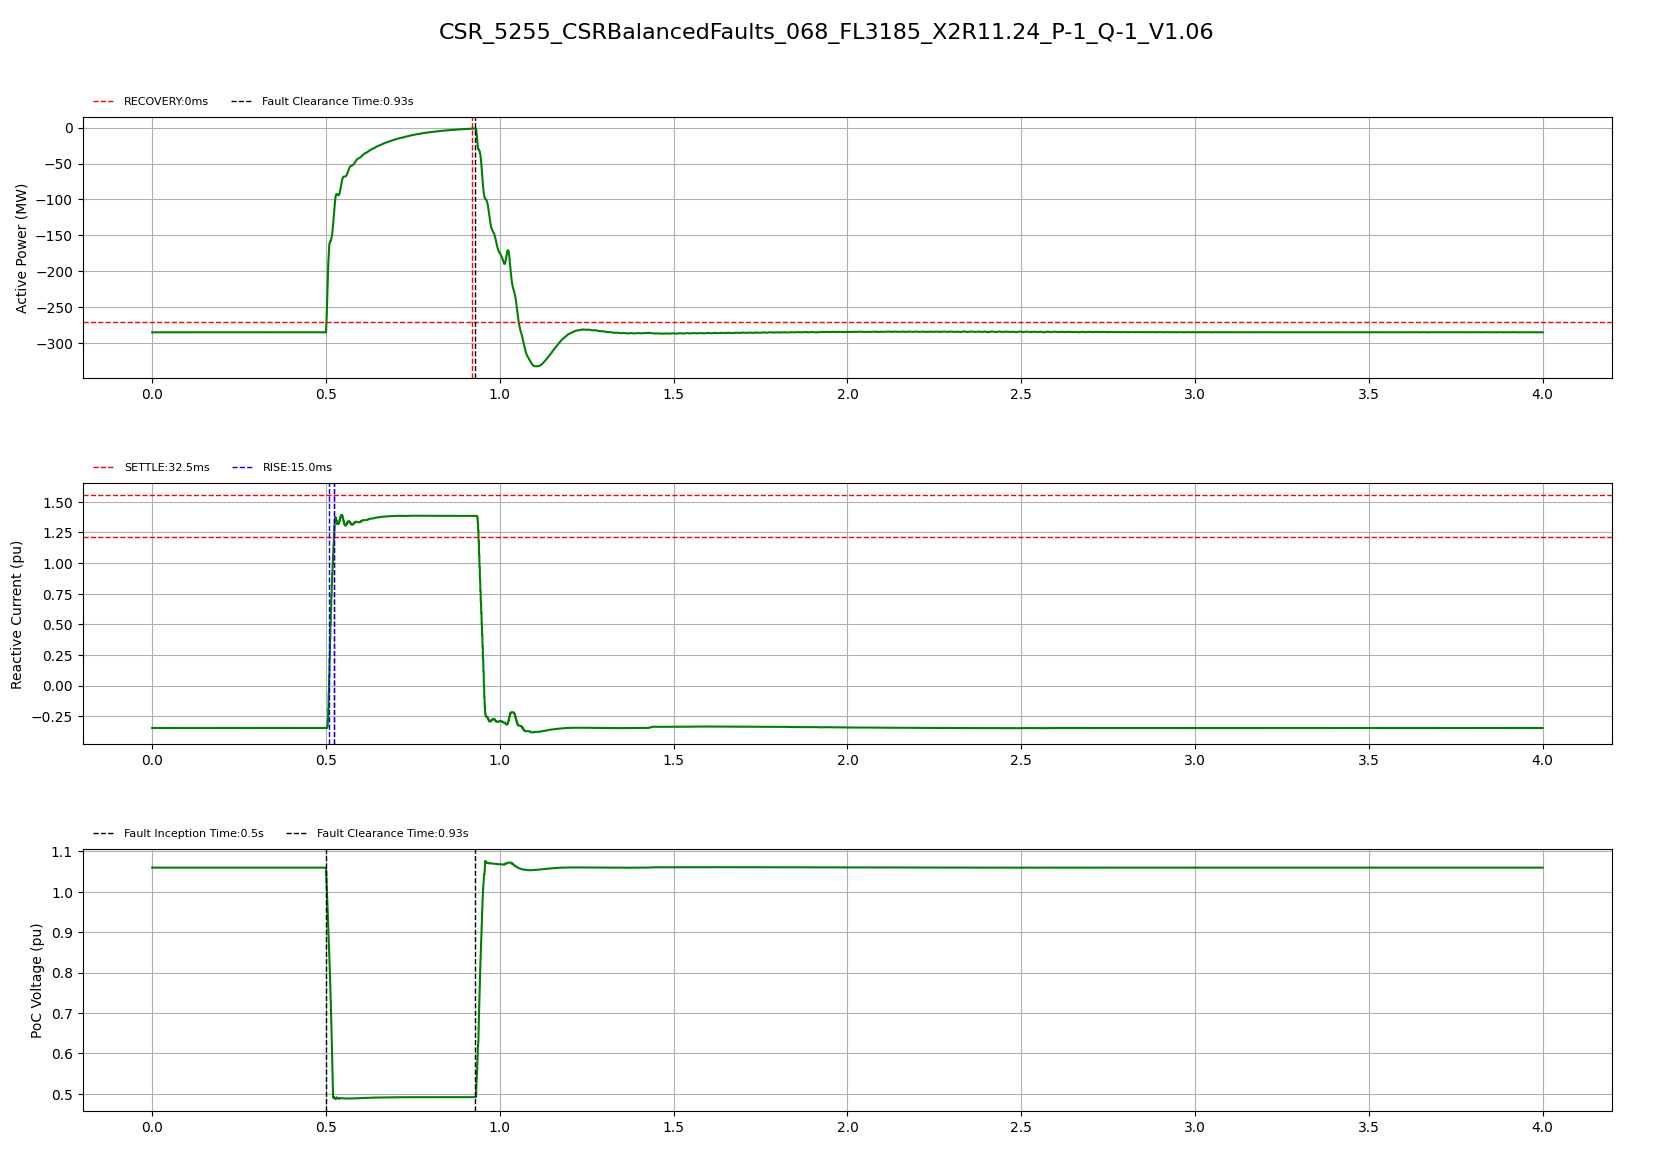 CSR_5255_CSRBalancedFaults_068_FL3185_X2R11.24_P-1_Q-1_V1.06
RECOVERY:0ms Fault Clearance Time:0.93s
Active Power (MW)
0
−50
−100
−150
−200
−250
−300
0.0 0.5 1.0 1.5 2.0 2.5 3.0 3.5 4.0
SETTLE:32.5ms RISE:15.0ms
Reactive Current (pu)
1.50
1.25
1.00
0.75
0.50
0.25
0.00
−0.25
0.0 0.5 1.0 1.5 2.0 2.5 3.0 3.5 4.0
Fault Inception Time:0.5s Fault Clearance Time:0.93s
PoC Voltage (pu)
1.1
1.0
0.9
0.8
0.7
0.6
0.5
0.0 0.5 1.0 1.5 2.0 2.5 3.0 3.5 4.0